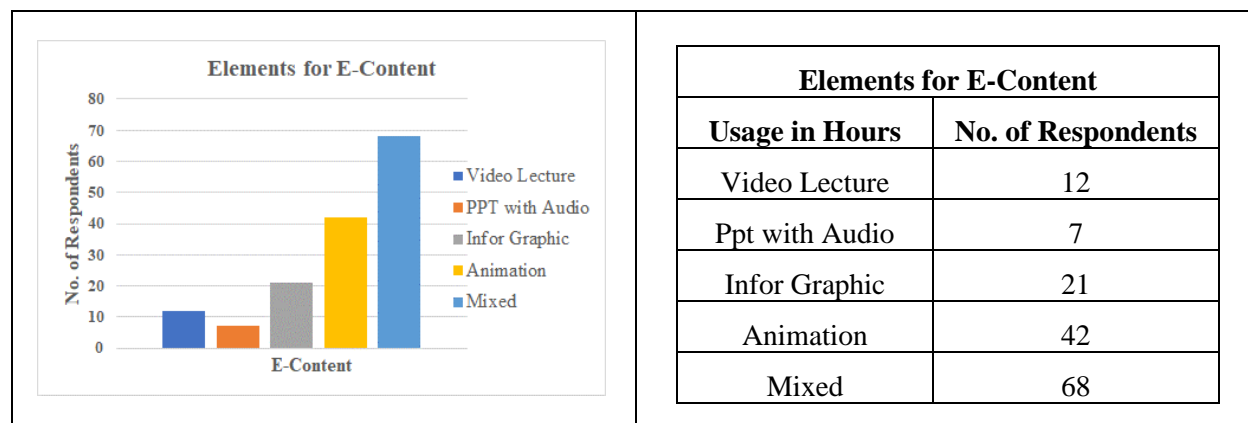 Elements for E-Content
80
70
60
50
40
30
20
10
0
No. of Respondents
E-Content
Video Lecture
PPT with Audio
Infor Graphic
Animation
Mixed
Elements for E-Content
Usage in Hours No. of Respondents
Video Lecture 12
Ppt with Audio 7
Infor Graphic 21
Animation 42
Mixed 68